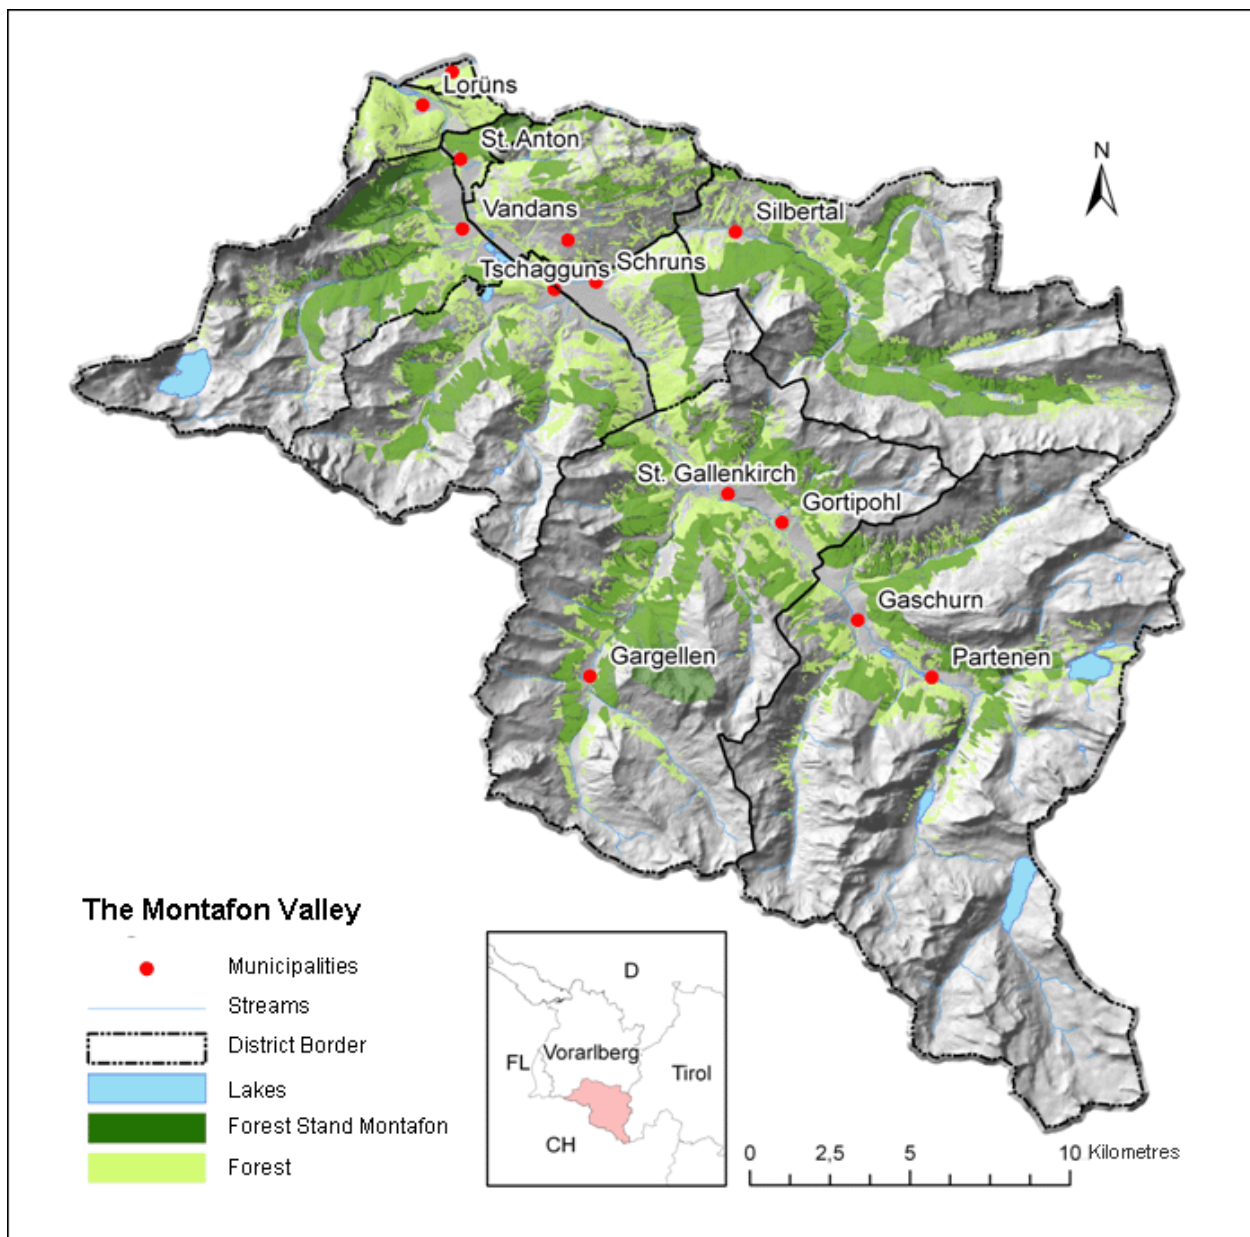 Lorüns
St. Anton
N
Vandans
Silbertal
Tschagguns
Schruns
St. Gallenkirch
Gortipohl
Gaschurn
Gargellen
Partenen
The Montafon Valley
Municipalities
Streams
District Border
Lakes
Forest Stand Montafon
Forest
D
FL
Vorarlberg
Tirol
CH
0 2,5 5 10 Kilometres